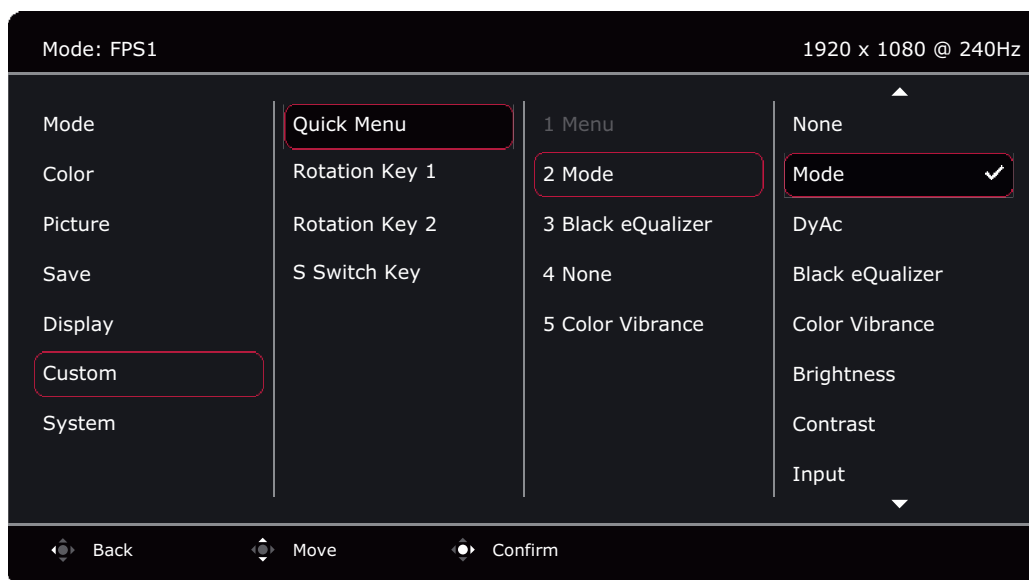 Mode: FPS1
1920 x 1080 @ 240Hz
Mode
Color
Picture
Save
Display
Custom
System
Quick Menu
Rotation Key 1
Rotation Key 2
S Switch Key
1 Menu
2 Mode
3 Black eQualizer
4 None
5 Color Vibrance
None
Mode
DyAc
Black eQualizer
Color Vibrance
Brightness
Contrast
Input
Back
Move
Confirm